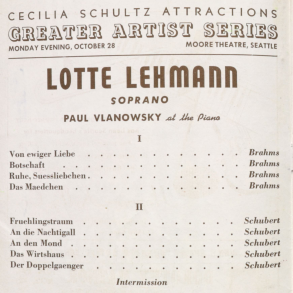 CECILIA SCHULTZ ATTRACTIONS
GREATER ARTIST SERIES
MONDAY EVENING, OCTOBER 28 MOORE THEATRE, SEATTLE
LOTTE LEHMANN
SOPRANO
PAUL VLANOWSKY at the Piano
I
Von ewiger Liebe . . . . . . . . . . . . Brahms
Botschaft . . . . . . . . . . . . Brahms
Ruhe, Suessliebchen . . . . . . . . . . . Brahms
Das Maedchen . . . . . . . . . . . . Brahms
II
Fruehlingstraum . . . . . . . . . . . Schubert
An die Nachtigall . . . . . . . . . . . Schubert
An den Mond . . . . . . . . . . . Schubert
Das Wirtshaus . . . . . . . . . . . Schubert
Der Doppelgaenger . . . . . . . . . . . Schubert
Intermission